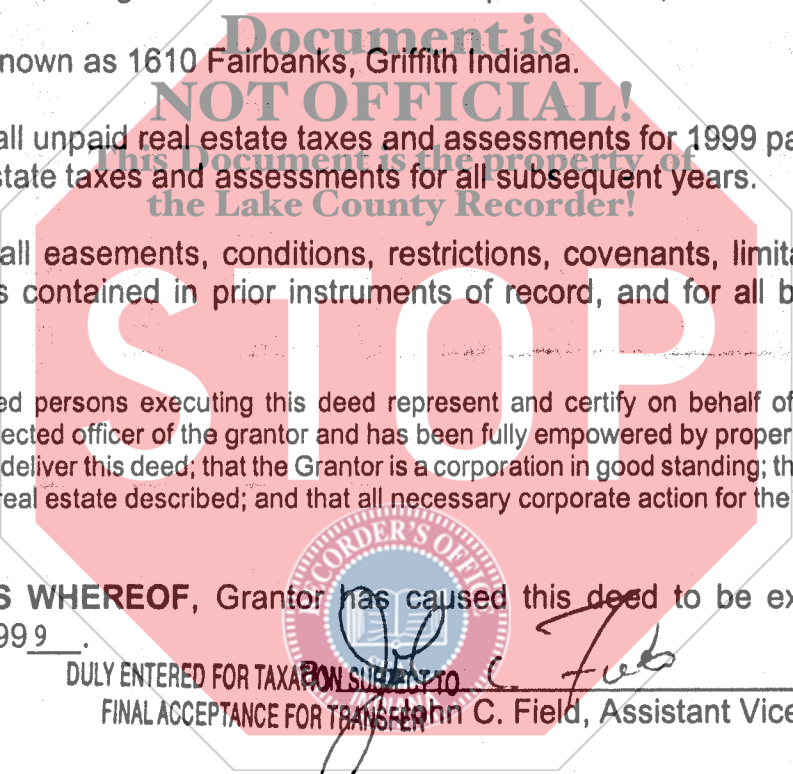 Document is
nown as 1610 Fairbanks, Griffith Indiana.
NOT OFFICIAL!
all unpaid real estate taxes and assessments for 1999 pa
This Document is the property of
state taxes and assessments for all subsequent years.
the Lake County Recorder!
all easements, conditions, restrictions, covenants, limita
s contained in prior instruments of record, and for all b
STOP
ed persons executing this deed represent and certify on behalf of
ected officer of the grantor and has been fully empowered by proper
deliver this deed; that the Grantor is a corporation in good standing; th
real estate described; and that all necessary corporate action for the
RECORDER'S OFFIC
S WHEREOF, Grantor has caused this deed to be ex
999.
DULY ENTERED FOR TAXATION SUBJECT TO
FINAL ACCEPTANCE FOR TRANSFER John C. Field, Assistant Vice